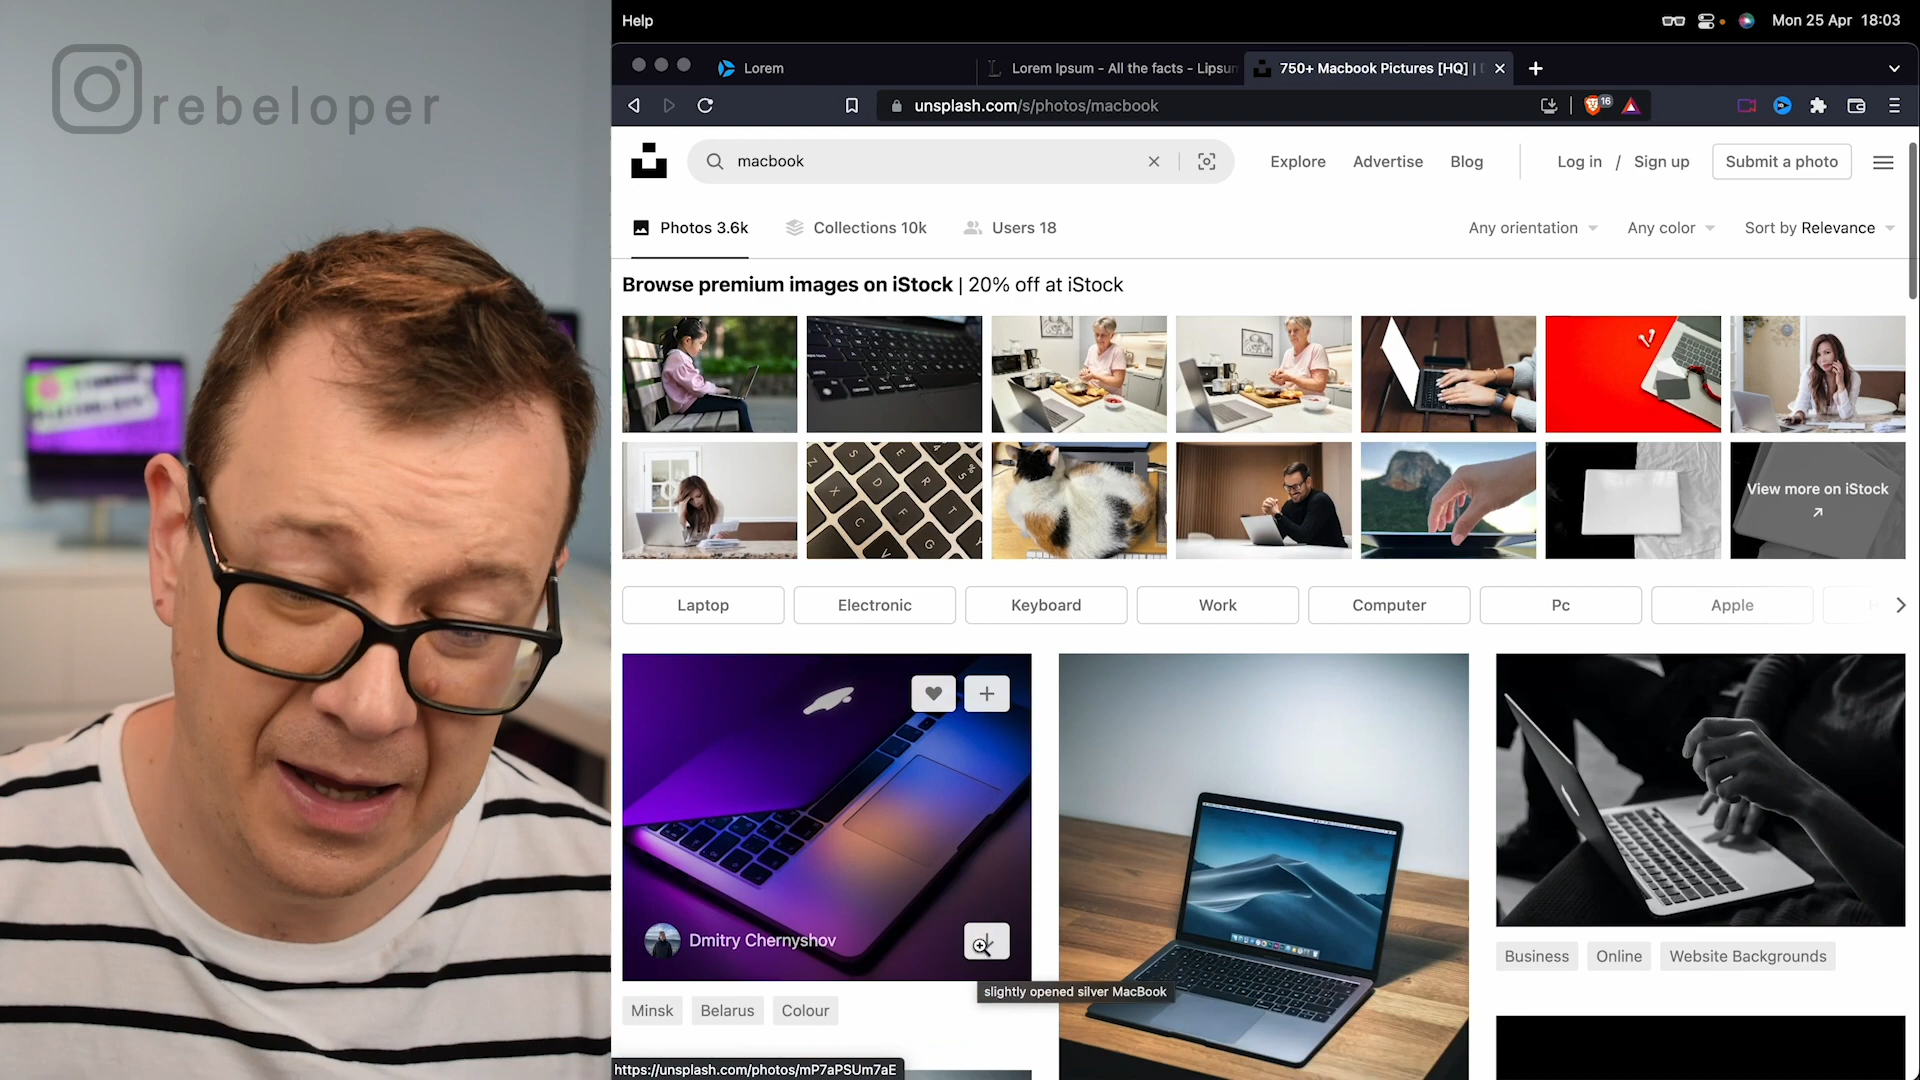 rebeloper
Help
Mon 25 Apr 18:03
Lorem
Lorem Ipsum - All the facts - Lipsum
750+ Macbook Pictures [HQ] |
unsplash.com/s/photos/macbook
16
macbook
Explore
Advertise
Blog
Log in / Sign up
Submit a photo
Photos 3.6k
Collections 10k
Users 18
Any orientation
Any color
Sort by Relevance
Browse premium images on iStock | 20% off at iStock
View more on iStock
Laptop
Electronic
Keyboard
Work
Computer
Pc
Apple
Dmitry Chernyshov
slightly opened silver MacBook
Minsk
Belarus
Colour
Business
Online
Website Backgrounds
https://unsplash.com/photos/mP7aPSUm7aE